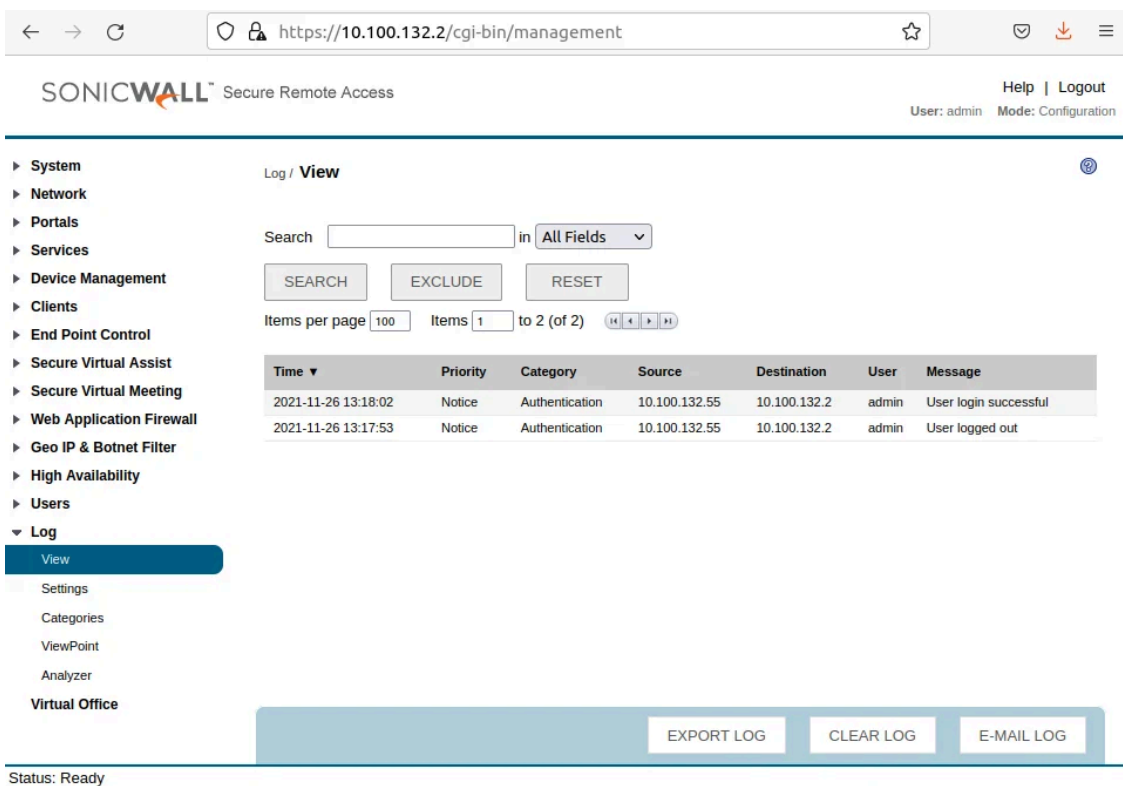 https://10.100.132.2/cgi-bin/management
SONICWALL™ Secure Remote Access
Help | Logout
User: admin Mode: Configuration
System
Network
Portals
Services
Device Management
Clients
End Point Control
Secure Virtual Assist
Secure Virtual Meeting
Web Application Firewall
Geo IP & Botnet Filter
High Availability
Users
Log
View
Settings
Categories
ViewPoint
Analyzer
Virtual Office
Log / View
Search in All Fields
SEARCH EXCLUDE RESET
Items per page 100 Items 1 to 2 (of 2)
Time ▼ Priority Category Source Destination User Message
2021-11-26 13:18:02 Notice Authentication 10.100.132.55 10.100.132.2 admin User login successful
2021-11-26 13:17:53 Notice Authentication 10.100.132.55 10.100.132.2 admin User logged out
EXPORT LOG CLEAR LOG E-MAIL LOG
Status: Ready